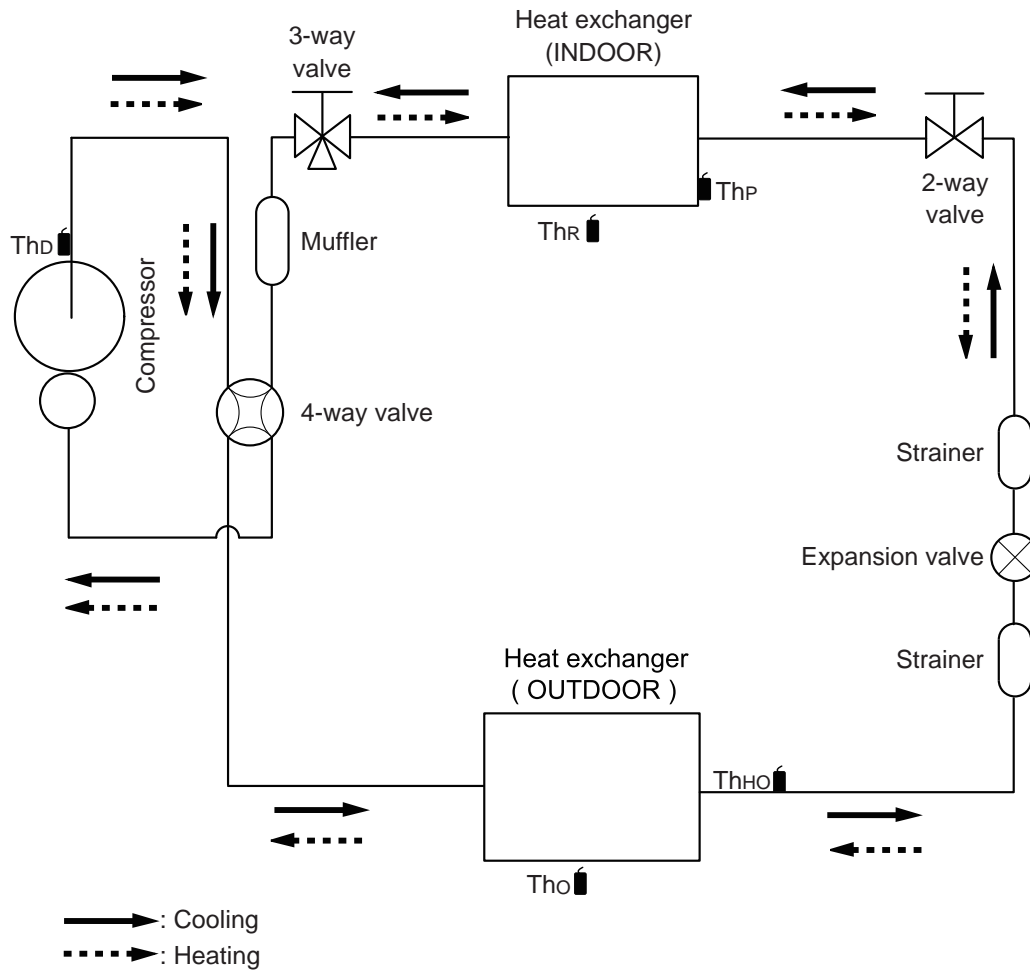 Heat exchanger
(INDOOR)
3-way
valve
2-way
valve
ThP
ThR
ThD
Muffler
Compressor
4-way valve
Strainer
Expansion valve
Strainer
Heat exchanger
( OUTDOOR )
ThHO
ThO
: Cooling
: Heating